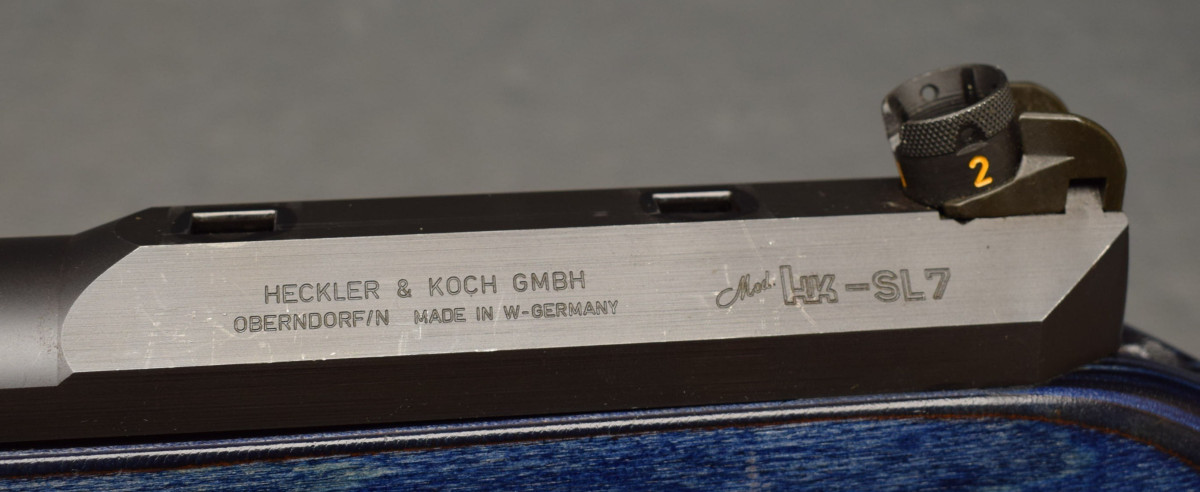 HECKLER & KOCH GMBH
OBERNDORF/N MADE IN W-GERMANY
Mod. HK-SL7
2